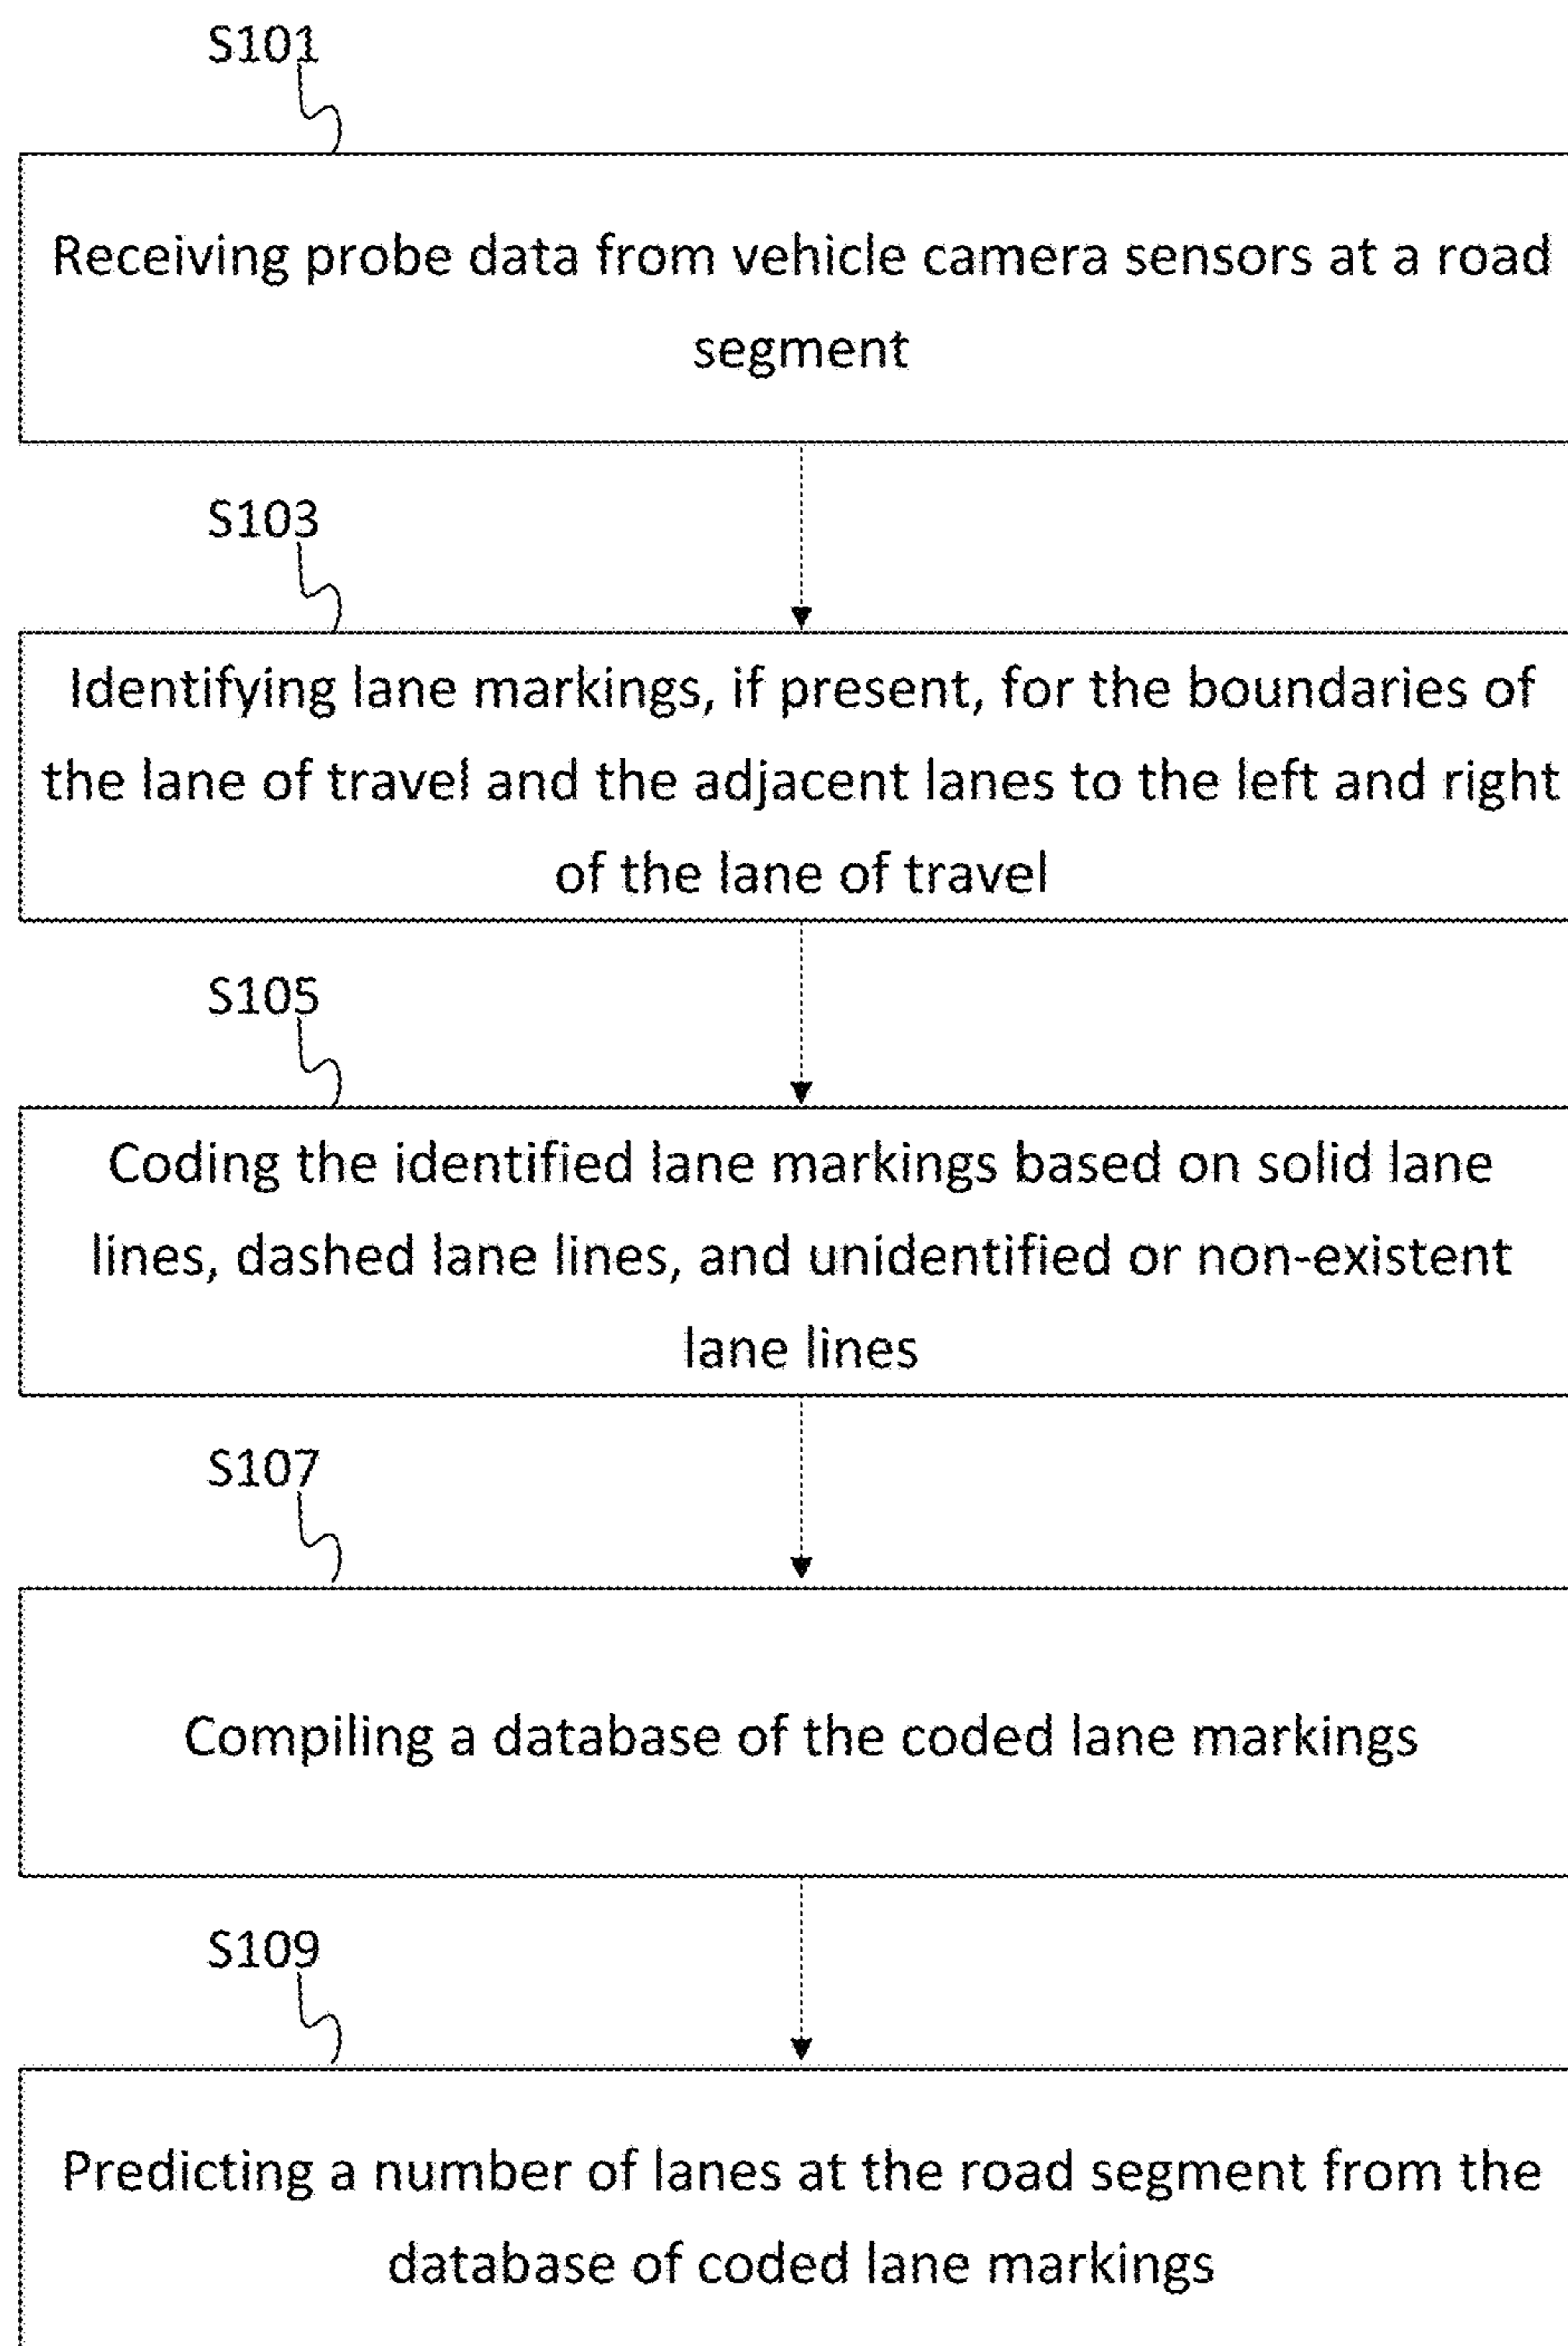 S101
Receiving probe data from vehicle camera sensors at a road
segment
S103
Identifying lane markings, if present, for the boundaries of
the lane of travel and the adjacent lanes to the left and right
of the lane of travel
S105
Coding the identified lane markings based on solid lane
lines, dashed lane lines, and unidentified or non-existent
lane lines
S107
Compiling a database of the coded lane markings
S109
Predicting a number of lanes at the road segment from the
database of coded lane markings